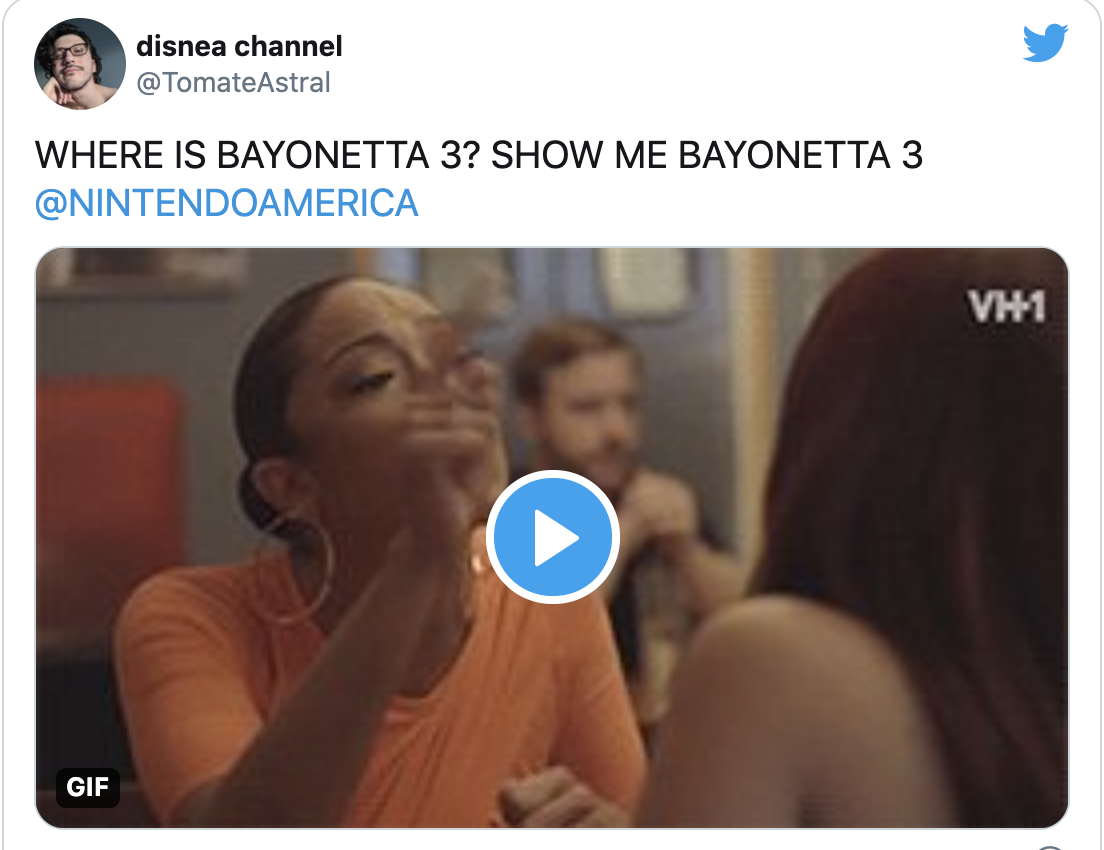 disnea channel
@TomateAstral
WHERE IS BAYONETTA 3? SHOW ME BAYONETTA 3
@NINTENDOAMERICA
VH1
GIF